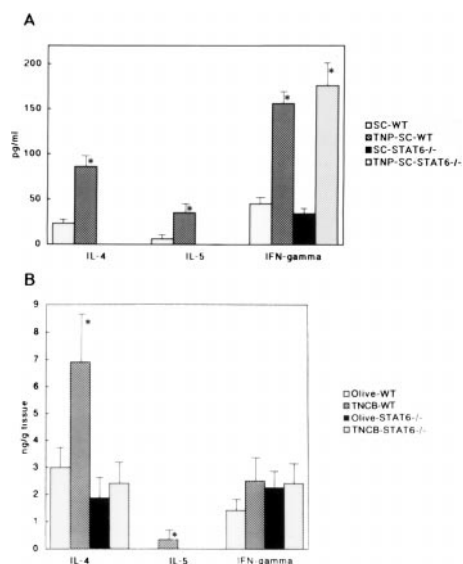 A
200
150
100
50
0
pg/ml
IL-4
IL-5
IFN-gamma
SC-WT
TNP-SC-WT
SC-STAT6-/-
TNP-SC-STAT6-/-
*
*
*
*
B
9
8
7
6
5
4
3
2
1
0
ng/g tissue
IL-4
IL-5
IFN-gamma
Olive-WT
TNCB-WT
Olive-STAT6-/-
TNCB-STAT6-/-
*
*